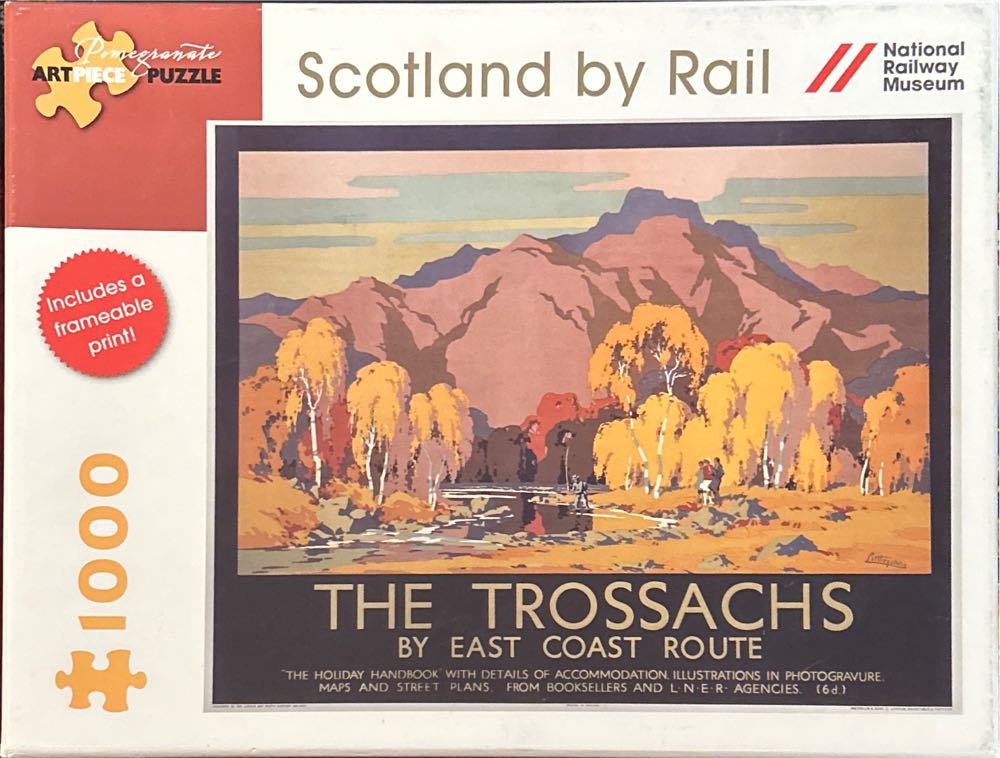 Pomegranate
ARTPIECE PUZZLE
Scotland by Rail
National
Railway
Museum
Includes a
frameable
print!
1000
THE TROSSACHS
BY EAST COAST ROUTE
"THE HOLIDAY HANDBOOK" WITH DETAILS OF ACCOMMODATION. ILLUSTRATIONS IN PHOTOGRAVURE.
MAPS AND STREET PLANS. FROM BOOKSELLERS AND L·N·E·R· AGENCIES. (6d.)